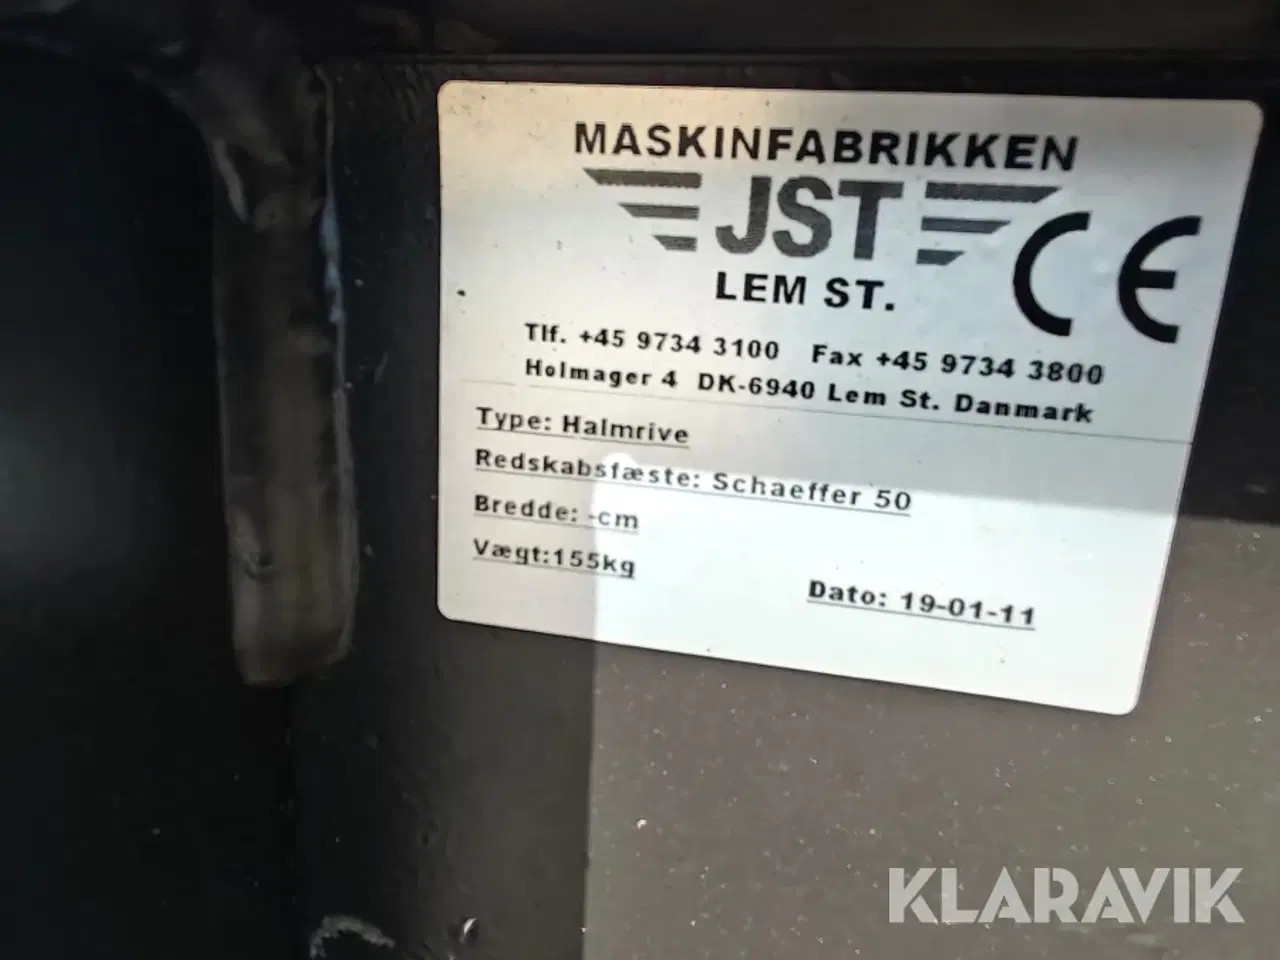 MASKINFABRIKKEN
JST
LEM ST.
CE
Tlf. +45 9734 3100 Fax +45 9734 3800
Holmager 4 DK-6940 Lem St. Danmark
Type: Halmrive
Redskabsfæste: Schaeffer 50
Bredde: -cm
Vægt:155kg
Dato: 19-01-11
KLARAVIK